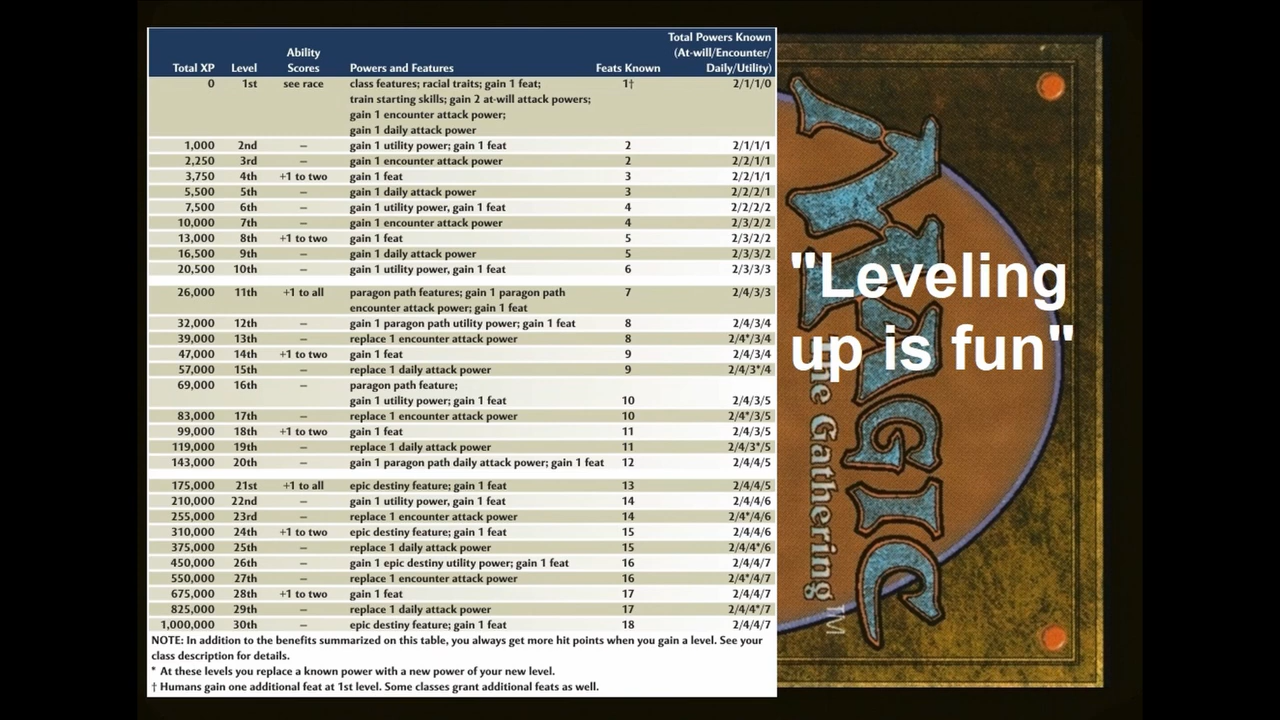 Total XP Level Ability Scores Powers and Features Feats Known Total Powers Known (At-will/Encounter/ Daily/Utility)
0 1st see race class features; racial traits; gain 1 feat; 1† 2/1/1/0
train starting skills; gain 2 at-will attack powers;
gain 1 encounter attack power;
gain 1 daily attack power
1,000 2nd – gain 1 utility power; gain 1 feat 2 2/1/1/1
2,250 3rd – gain 1 encounter attack power 2 2/2/1/1
3,750 4th +1 to two gain 1 feat 3 2/2/1/1
5,500 5th – gain 1 daily attack power 3 2/2/2/1
7,500 6th – gain 1 utility power, gain 1 feat 4 2/2/2/2
10,000 7th – gain 1 encounter attack power 4 2/3/2/2
13,000 8th +1 to two gain 1 feat 5 2/3/2/2
16,500 9th – gain 1 daily attack power 5 2/3/3/2
20,500 10th – gain 1 utility power, gain 1 feat 6 2/3/3/3
26,000 11th +1 to all paragon path features; gain 1 paragon path 7 2/4/3/3
encounter attack power; gain 1 feat
32,000 12th – gain 1 paragon path utility power; gain 1 feat 8 2/4/3/4
39,000 13th – replace 1 encounter attack power 8 2/4*/3/4
47,000 14th +1 to two gain 1 feat 9 2/4/3/4
57,000 15th – replace 1 daily attack power 9 2/4/3*/4
69,000 16th – paragon path feature;
gain 1 utility power; gain 1 feat 10 2/4/3/5
83,000 17th – replace 1 encounter attack power 10 2/4*/3/5
99,000 18th +1 to two gain 1 feat 11 2/4/3/5
119,000 19th – replace 1 daily attack power 11 2/4/3*/5
143,000 20th – gain 1 paragon path daily attack power; gain 1 feat 12 2/4/4/5
175,000 21st +1 to all epic destiny feature; gain 1 feat 13 2/4/4/5
210,000 22nd – gain 1 utility power, gain 1 feat 14 2/4/4/6
255,000 23rd – replace 1 encounter attack power 14 2/4*/4/6
310,000 24th +1 to two epic destiny feature; gain 1 feat 15 2/4/4/6
375,000 25th – replace 1 daily attack power 15 2/4/4*/6
450,000 26th – gain 1 epic destiny utility power; gain 1 feat 16 2/4/4/7
550,000 27th – replace 1 encounter attack power 16 2/4*/4/7
675,000 28th +1 to two gain 1 feat 17 2/4/4/7
825,000 29th – replace 1 daily attack power 17 2/4/4*/7
1,000,000 30th – epic destiny feature; gain 1 feat 18 2/4/4/7
NOTE: In addition to the benefits summarized on this table, you always get more hit points when you gain a level. See your
class description for details.
* At these levels you replace a known power with a new power of your new level.
† Humans gain one additional feat at 1st level. Some classes grant additional feats as well.
"Leveling
up is fun"
MAGIC
The Gathering™